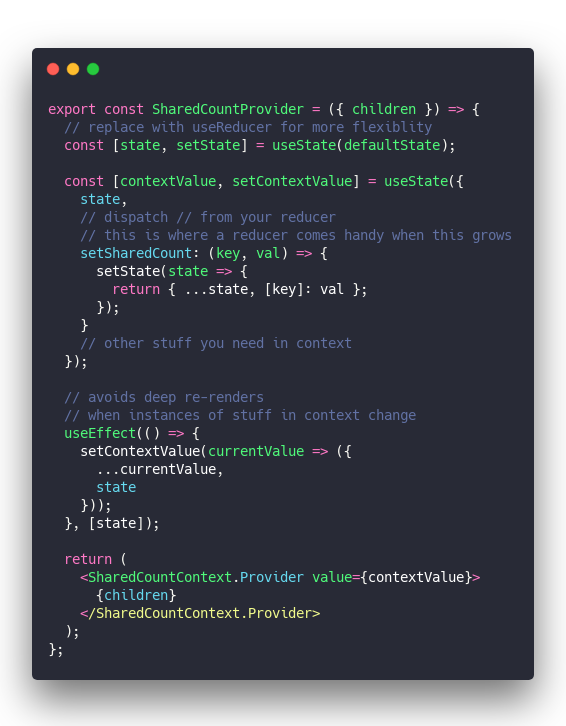 export const SharedCountProvider = ({ children }) => {
  // replace with useReducer for more flexiblity
  const [state, setState] = useState(defaultState);

  const [contextValue, setContextValue] = useState({
    state,
    // dispatch // from your reducer
    // this is where a reducer comes handy when this grows
    setSharedCount: (key, val) => {
      setState(state => {
        return { ...state, [key]: val };
      });
    }
    // other stuff you need in context
  });

  // avoids deep re-renders
  // when instances of stuff in context change
  useEffect(() => {
    setContextValue(currentValue => ({
      ...currentValue,
      state
    }));
  }, [state]);

  return (
    <SharedCountContext.Provider value={contextValue}>
      {children}
    </SharedCountContext.Provider>
  );
};